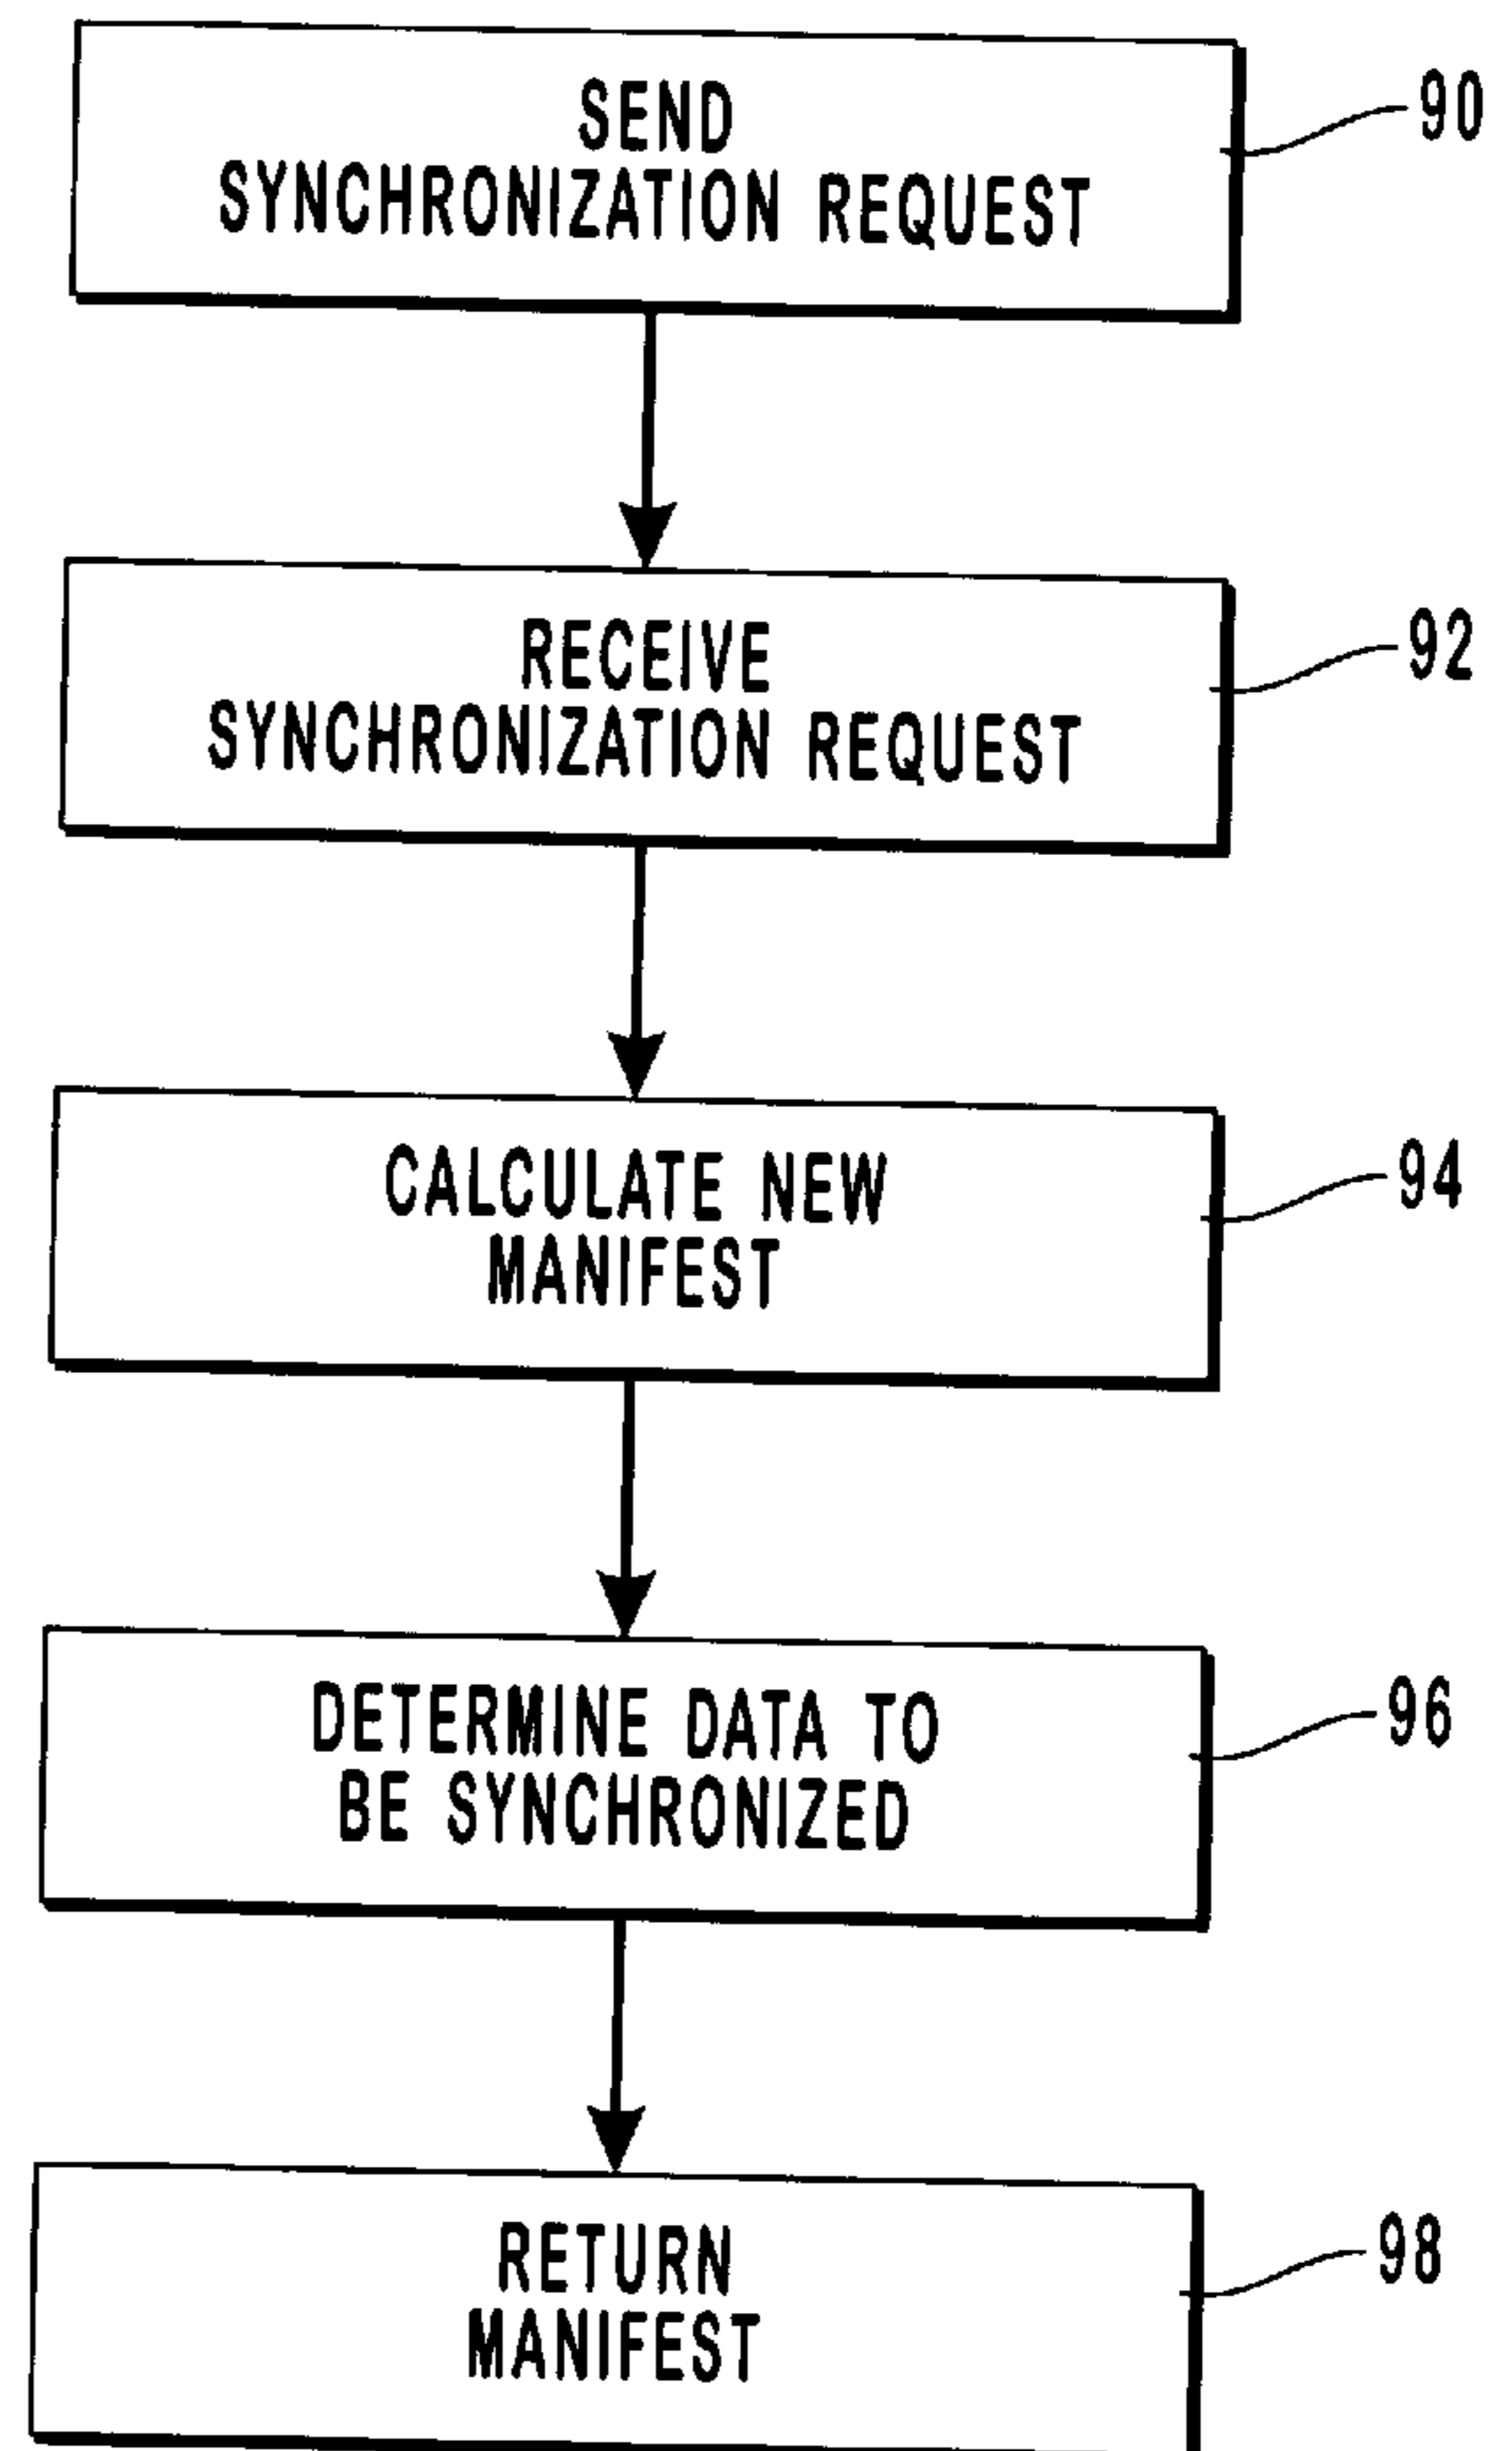 SEND
SYNCHRONIZATION REQUEST
90
RECEIVE
SYNCHRONIZATION REQUEST
92
CALCULATE NEW
MANIFEST
94
DETERMINE DATA TO
BE SYNCHRONIZED
96
RETURN
MANIFEST
98